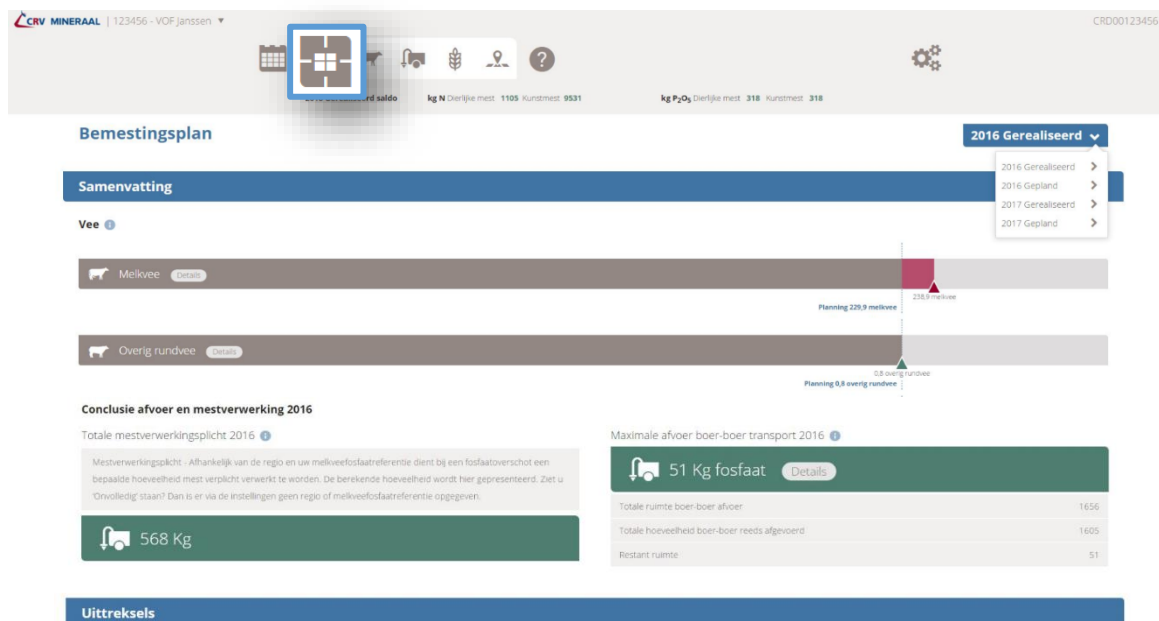 CRV MINERAAL | 123456 - VOF Janssen ▼
CRD00123456
saldo kg N Dierlijke mest 1105 Kunstmest 9531 kg P₂O₅ Dierlijke mest 318 Kunstmest 318
Bemestingsplan
2016 Gerealiseerd
2016 Gerealiseerd
2016 Gepland
2017 Gerealiseerd
2017 Gepland
Samenvatting
Vee
Melkvee Details
238,9 melkvee
Planning 229,9 melkvee
Overig rundvee Details
0,8 overig rundvee
Planning 0,8 overig rundvee
Conclusie afvoer en mestverwerking 2016
Totale mestverwerkingsplicht 2016
Mestverwerkingsplicht - Afhankelijk van de regio en uw melkveefosfaatreferentie dient bij een fosfaatoverschot een
bepaalde hoeveelheid mest verplicht verwerkt te worden. De berekende hoeveelheid wordt hier gepresenteerd. Ziet u
'Onvolledig' staan? Dan is er via de instellingen geen regio of melkveefosfaatreferentie opgegeven.
568 Kg
Maximale afvoer boer-boer transport 2016
51 Kg fosfaat Details
Totale ruimte boer-boer afvoer 1656
Totale hoeveelheid boer-boer reeds afgevoerd 1605
Restant ruimte 51
Uittreksels